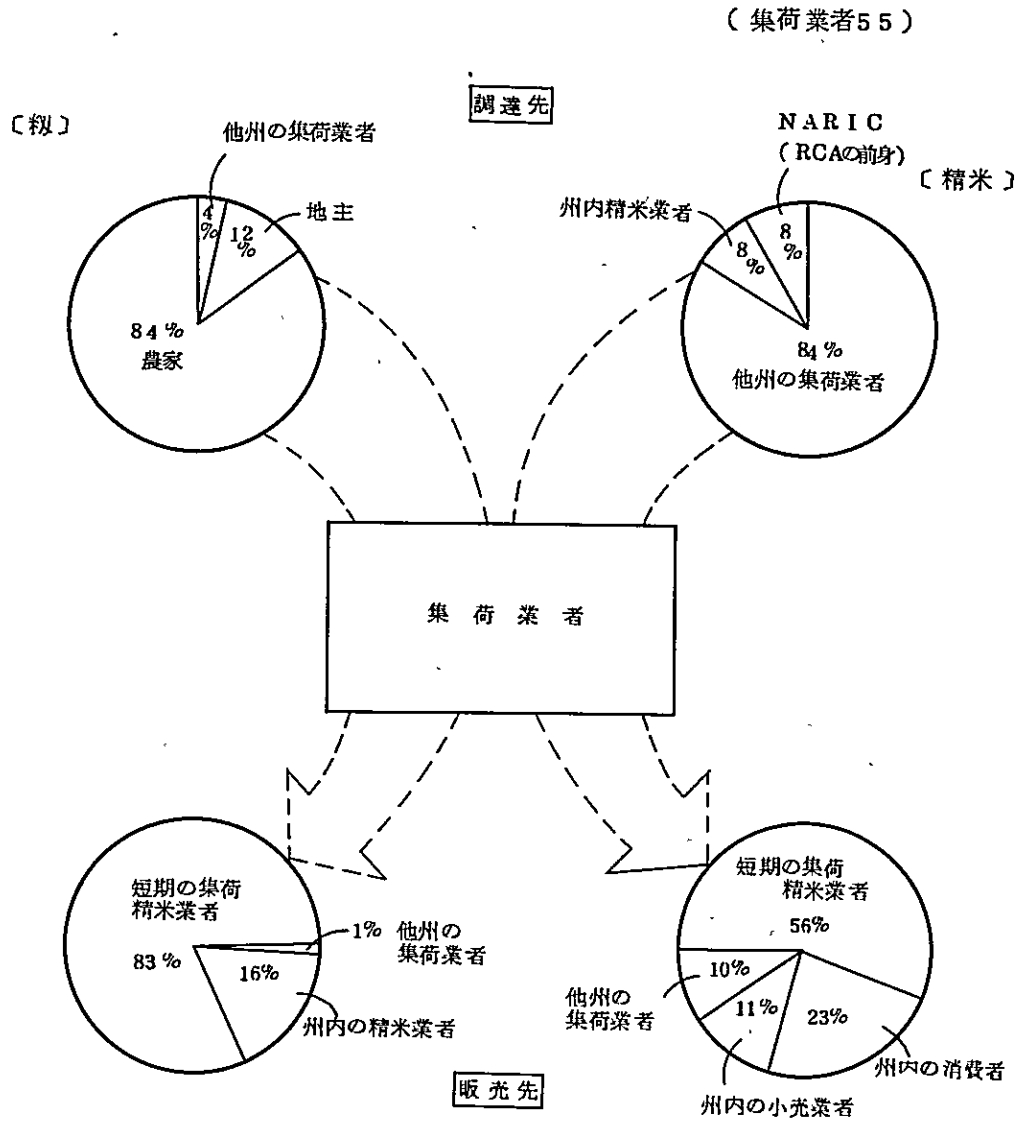 (集荷業者55)
調達先
〔籾〕
他州の集荷業者
4%
12%
地主
84%
農家
NARIC
(RCAの前身)
〔精米〕
州内精米業者
8%
8%
84%
他州の集荷業者
集荷業者
短期の集荷
精米業者
83%
1% 他州の
集荷業者
16%
州内の精米業者
短期の集荷
精米業者
56%
10%
他州の
集荷業者
11%
23%
州内の消費者
州内の小売業者
販売先